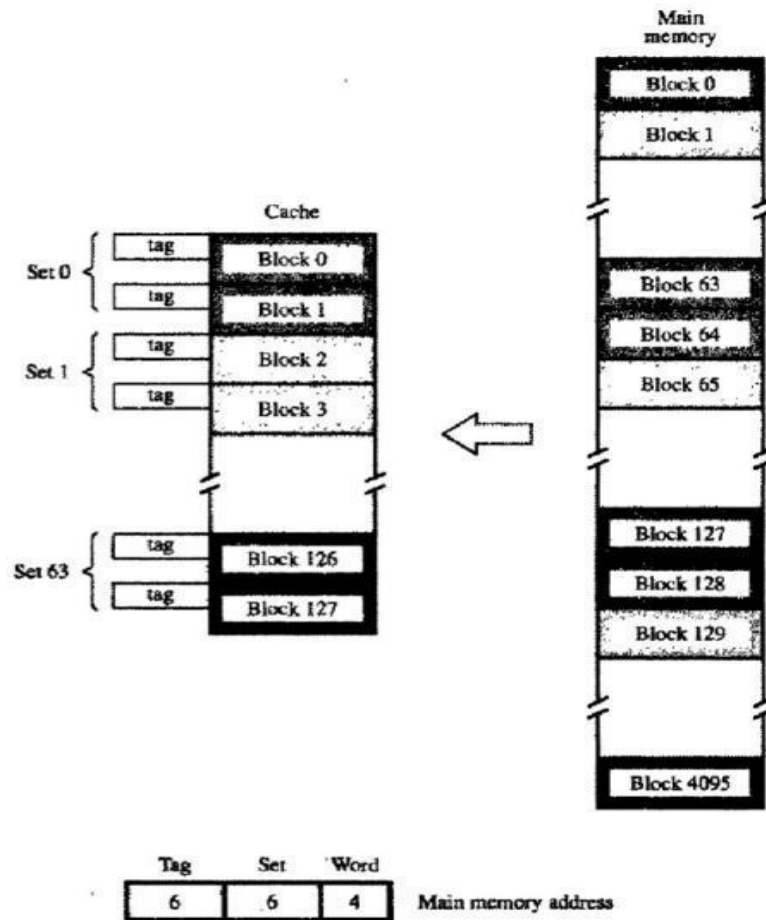 Main
memory
Block 0
Block 1
Cache
Set 0
tag
Block 0
tag
Block 1
Set 1
tag
Block 2
tag
Block 3
Block 63
Block 64
Block 65
Set 63
tag
Block 126
tag
Block 127
Block 127
Block 128
Block 129
Block 4095
Tag Set Word
6 6 4 Main memory address